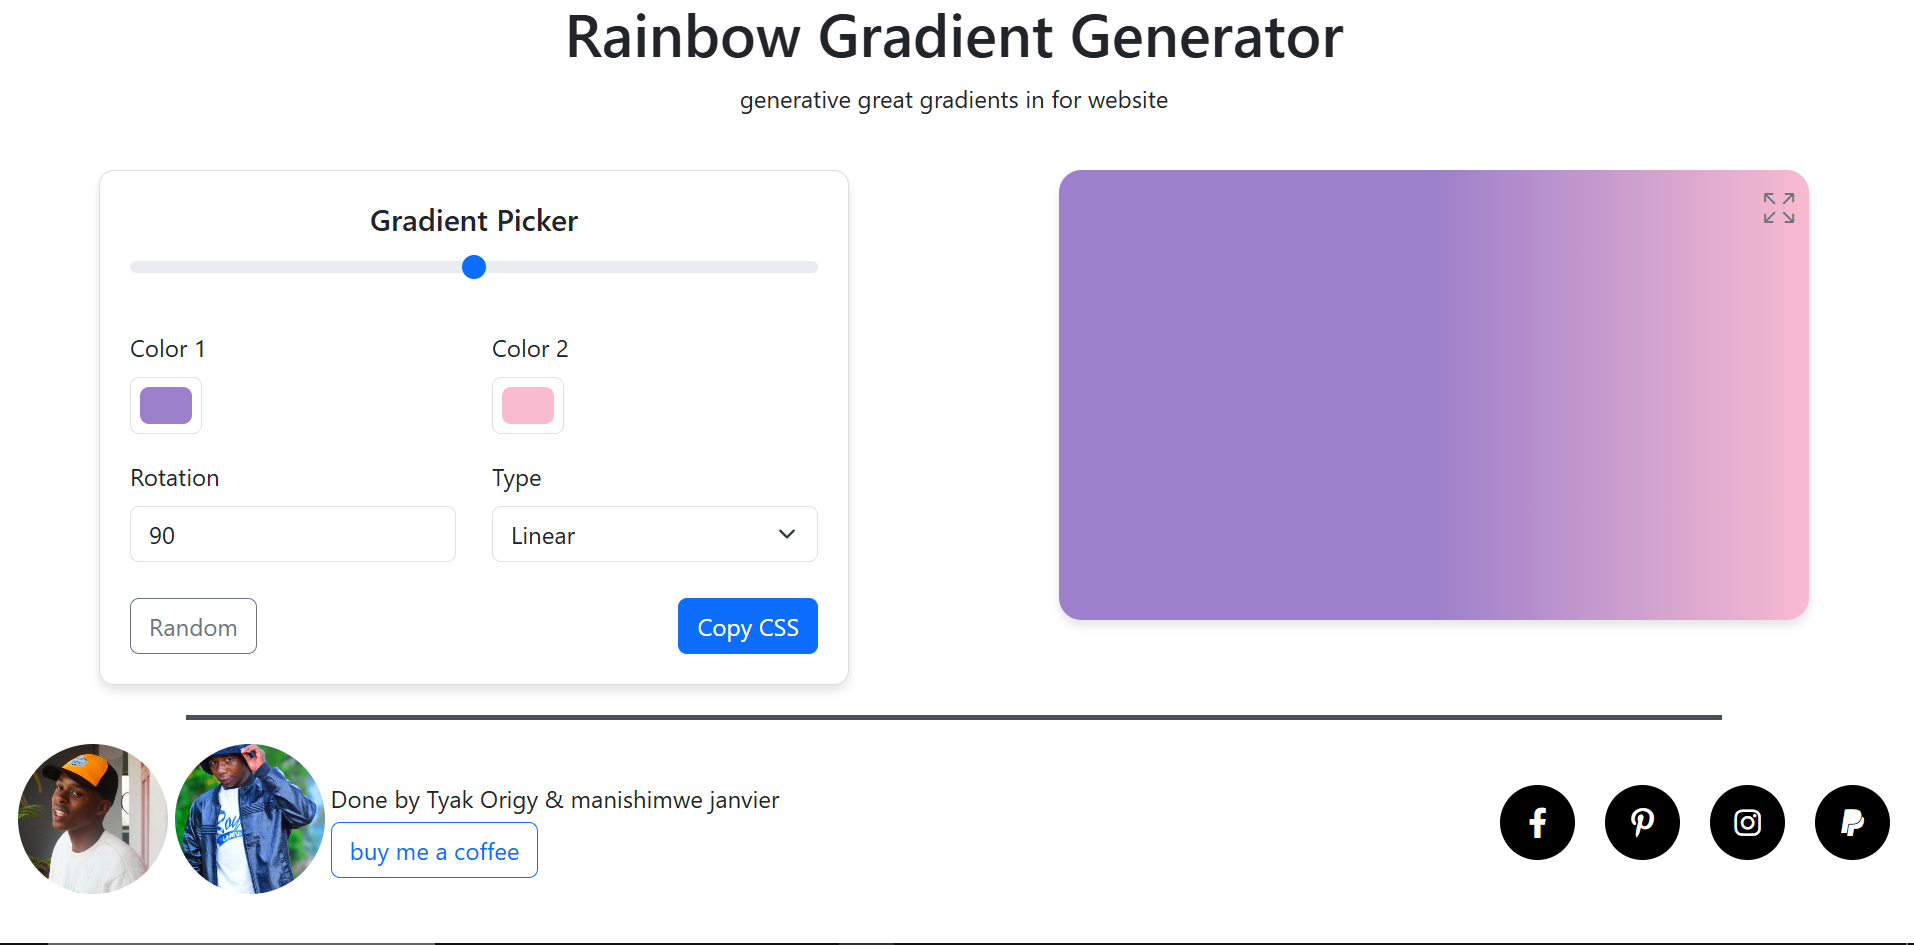 Rainbow Gradient Generator
generative great gradients in for website
Gradient Picker
Color 1
Color 2
Rotation
Type
90
Linear
Random
Copy CSS
Done by Tyak Origy & manishimwe janvier
buy me a coffee